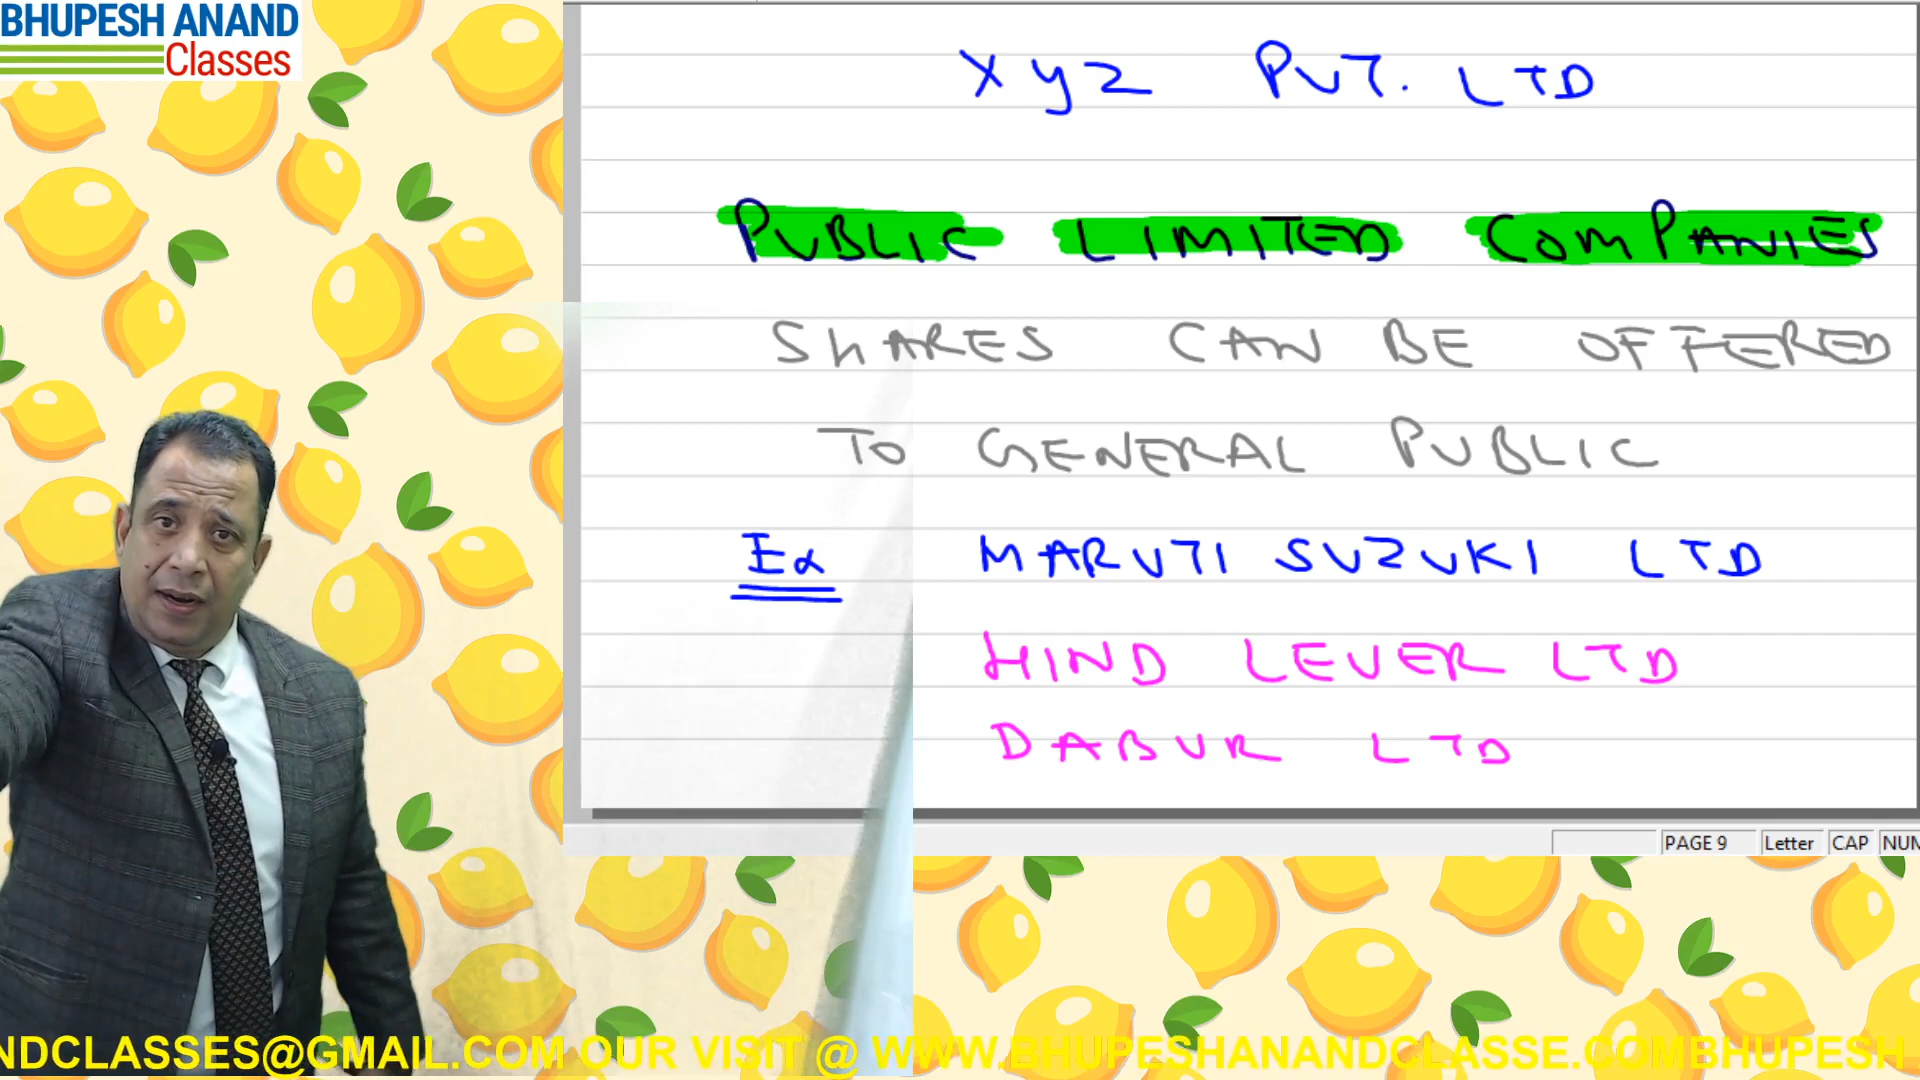 BHUPESH ANAND
Classes
XYZ PVT. LTD
PUBLIC LIMITED COMPANIES
SHARES CAN BE OFFERED
TO GENERAL PUBLIC
Ex MARUTI SUZUKI LTD
HIND LEVER LTD
DABUR LTD
PAGE 9 Letter CAP NUM
NDCLASSES@GMAIL.COM OUR VISIT @ WWW.BHUPESHANANDCLASSE.COMBHUPESH